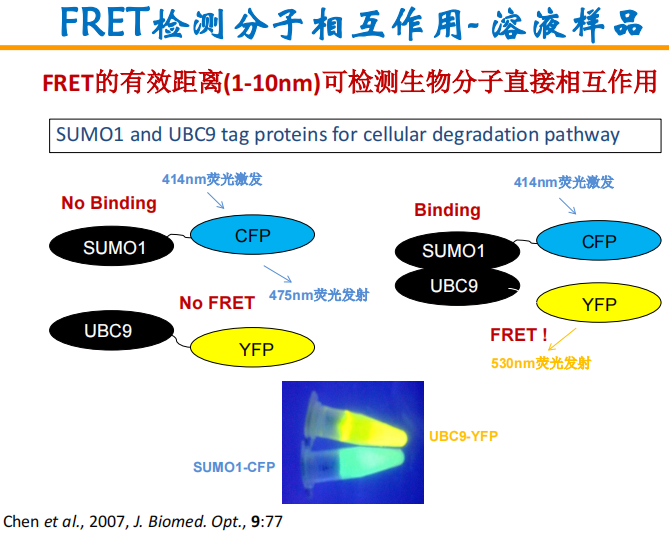 FRET检测分子相互作用-溶液样品
FRET的有效距离(1-10nm)可检测生物分子直接相互作用
SUMO1 and UBC9 tag proteins for cellular degradation pathway
414nm荧光激发
No Binding
SUMO1
CFP
475nm荧光发射
No FRET
UBC9
YFP
414nm荧光激发
Binding
SUMO1
CFP
UBC9
YFP
FRET !
530nm荧光发射
UBC9-YFP
SUMO1-CFP
Chen et al., 2007, J. Biomed. Opt., 9:77